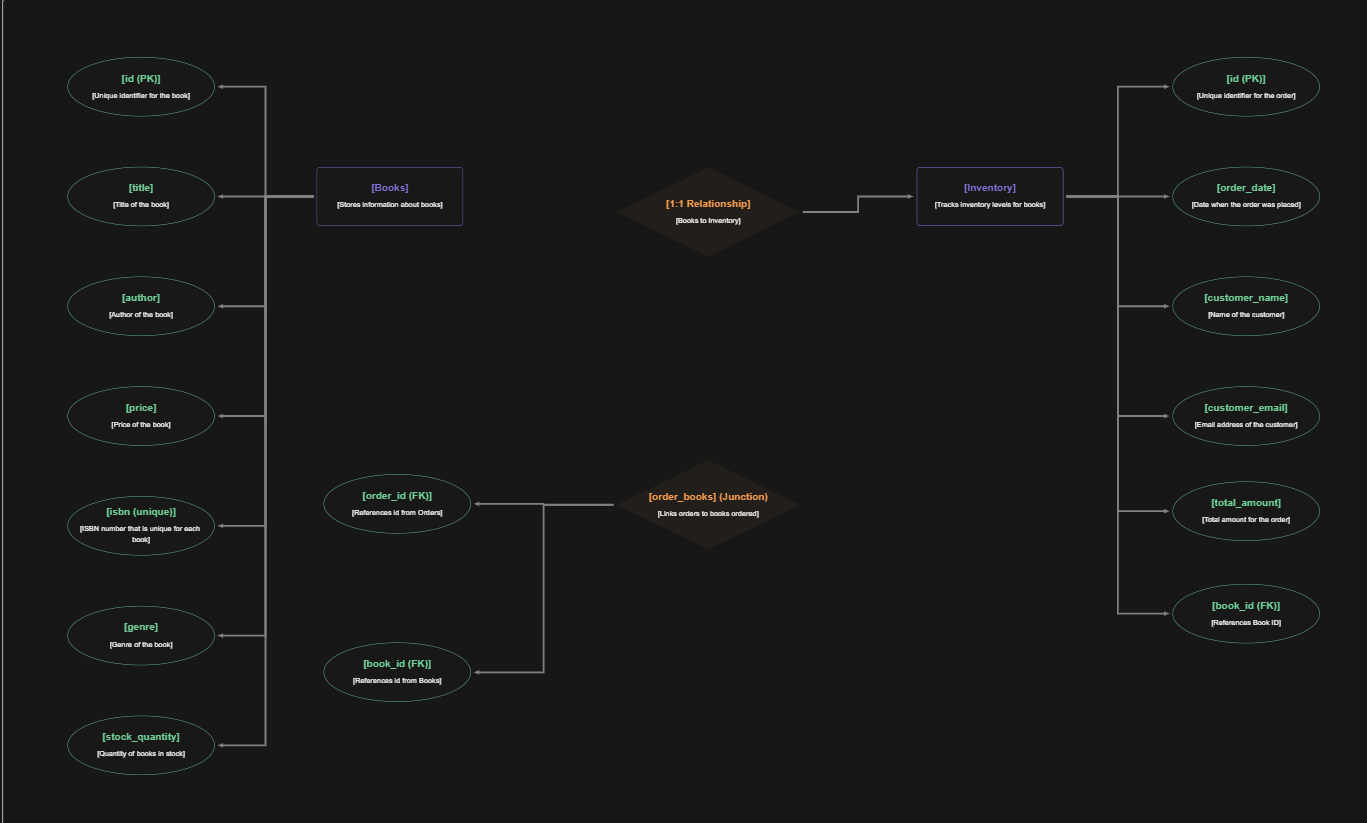 [id (PK)]
[Unique identifier for the book]
[title]
[Title of the book]
[author]
[Author of the book]
[price]
[Price of the book]
[isbn (unique)]
[ISBN number that is unique for each
book]
[genre]
[Genre of the book]
[stock_quantity]
[Quantity of books in stock]
[Books]
[Stores information about books]
[order_id (FK)]
[References id from Orders]
[book_id (FK)]
[References id from Books]
[1:1 Relationship]
[Books to Inventory]
[order_books] (Junction)
[Links orders to books ordered]
[Inventory]
[Tracks inventory levels for books]
[id (PK)]
[Unique identifier for the order]
[order_date]
[Date when the order was placed]
[customer_name]
[Name of the customer]
[customer_email]
[Email address of the customer]
[total_amount]
[Total amount for the order]
[book_id (FK)]
[References Book ID]